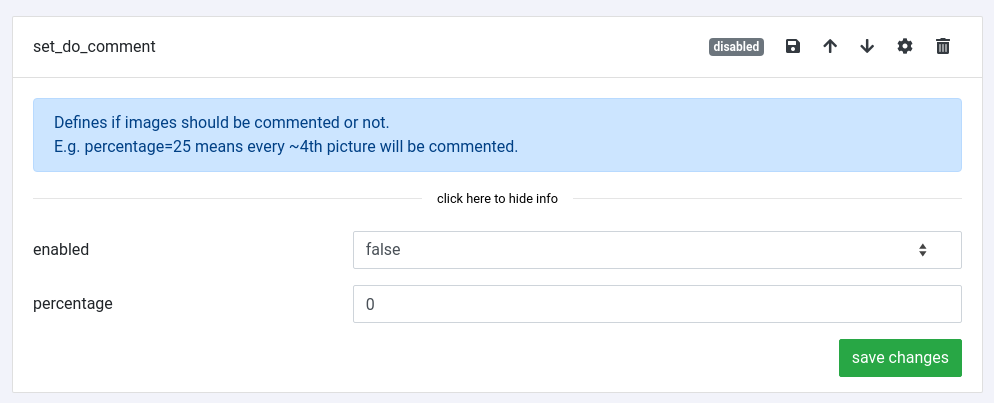 set_do_comment
disabled
Defines if images should be commented or not.
E.g. percentage=25 means every ~4th picture will be commented.
click here to hide info
enabled
false
percentage
0
save changes